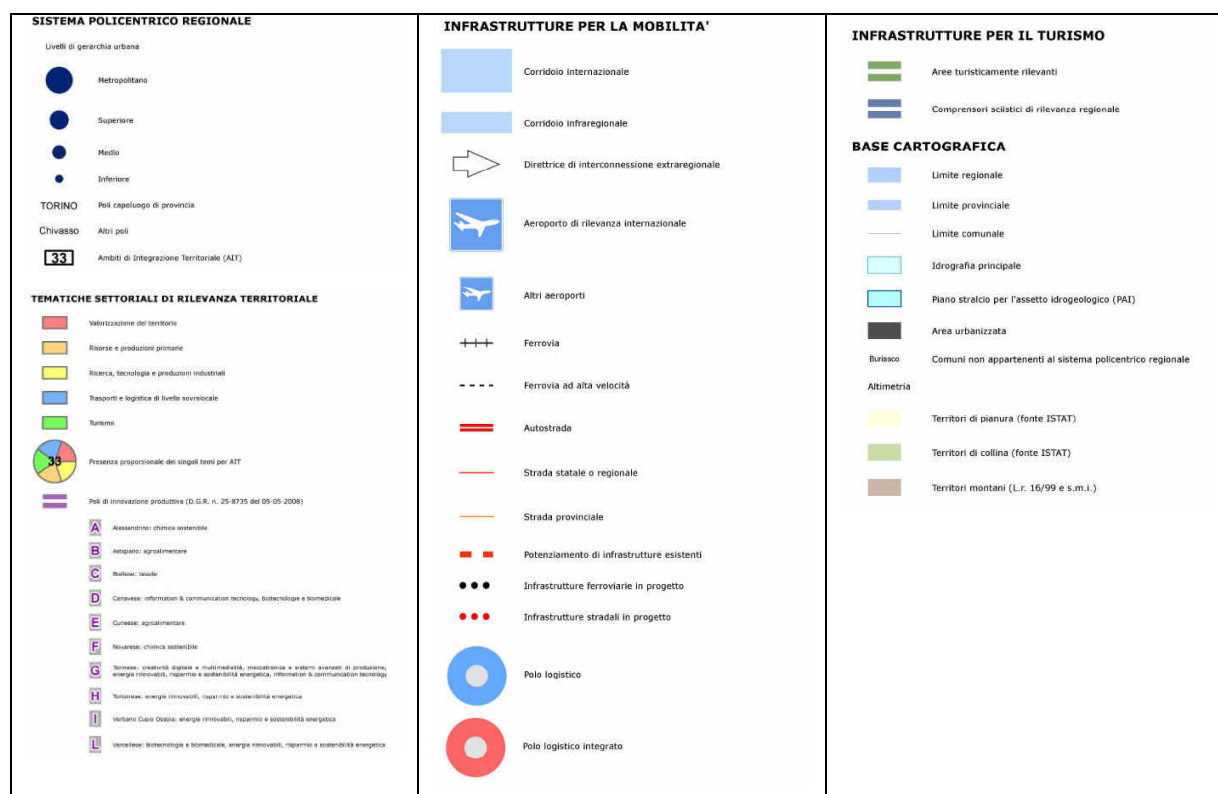 SISTEMA POLICENTRICO REGIONALE
Livelli di gerarchia urbana
Metropolitano
Superiore
Medio
Inferiore
TORINO Poli capoluogo di provincia
Chivasso Altri poli
33 Ambiti di Integrazione Territoriale (AIT)
TEMATICHE SETTORIALI DI RILEVANZA TERRITORIALE
Valorizzazione del territorio
Risorse e produzioni primarie
Ricerca, tecnologia e produzioni industriali
Trasporti e logistica di livello sovralocale
Turismo
33 Presenza proporzionale dei singoli temi per AIT
Poli di innovazione produttiva (D.G.R. n. 25-8735 del 05-05-2008)
A Alessandrino: chimica sostenibile
B Astigiano: agroalimentare
C Biellese: tessile
D Canavese: information & communication tecnology, biotecnologie e biomedicale
E Cuneese: agroalimentare
F Novarese: chimica sostenibile
G Torinese: creatività digitale e multimedialità, meccatronica e sistemi avanzati di produzione,
energie rinnovabili, risparmio e sostenibilità energetica, information & communication tecnology
H Tortonese: energie rinnovabili, risparmio e sostenibilità energetica
I Verbano Cusio Ossola: energie rinnovabili, risparmio e sostenibilità energetica
L Vercellese: biotecnologie e biomedicale, energie rinnovabili, risparmio e sostenibilità energetica
INFRASTRUTTURE PER LA MOBILITA'
Corridoio internazionale
Corridoio infraregionale
Direttrice di interconnessione extraregionale
Aeroporto di rilevanza internazionale
Altri aeroporti
Ferrovia
Ferrovia ad alta velocità
Autostrada
Strada statale o regionale
Strada provinciale
Potenziamento di infrastrutture esistenti
Infrastrutture ferroviarie in progetto
Infrastrutture stradali in progetto
Polo logistico
Polo logistico integrato
INFRASTRUTTURE PER IL TURISMO
Aree turisticamente rilevanti
Comprensori sciistici di rilevanza regionale
BASE CARTOGRAFICA
Limite regionale
Limite provinciale
Limite comunale
Idrografia principale
Piano stralcio per l'assetto idrogeologico (PAI)
Area urbanizzata
Buriasco Comuni non appartenenti al sistema policentrico regionale
Altimetria
Territori di pianura (fonte ISTAT)
Territori di collina (fonte ISTAT)
Territori montani (L.r. 16/99 e s.m.i.)